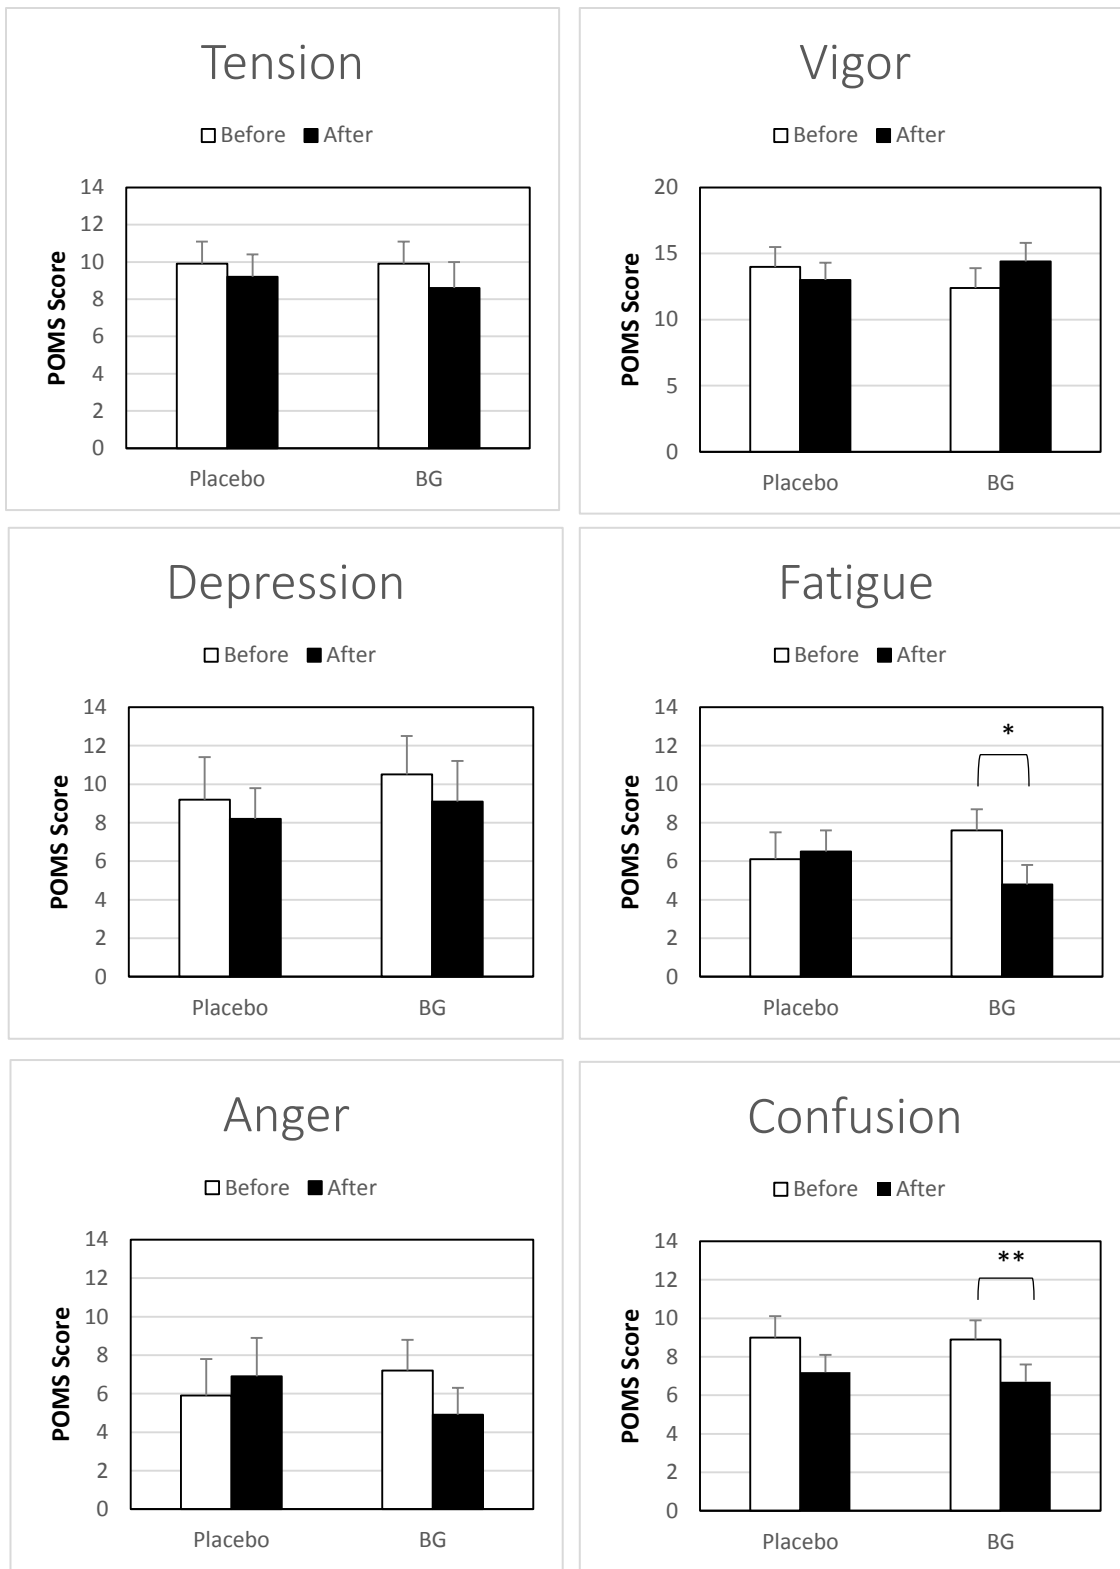 Tension
Before After
14
12
10
8
6
4
2
0
POMS Score
Placebo BG
Vigor
Before After
20
15
10
5
0
POMS Score
Placebo BG
Depression
Before After
14
12
10
8
6
4
2
0
POMS Score
Placebo BG
Fatigue
Before After
14
12
10
8
6
4
2
0
POMS Score
*
Placebo BG
Anger
Before After
14
12
10
8
6
4
2
0
POMS Score
Placebo BG
Confusion
Before After
14
12
10
8
6
4
2
0
POMS Score
**
Placebo BG